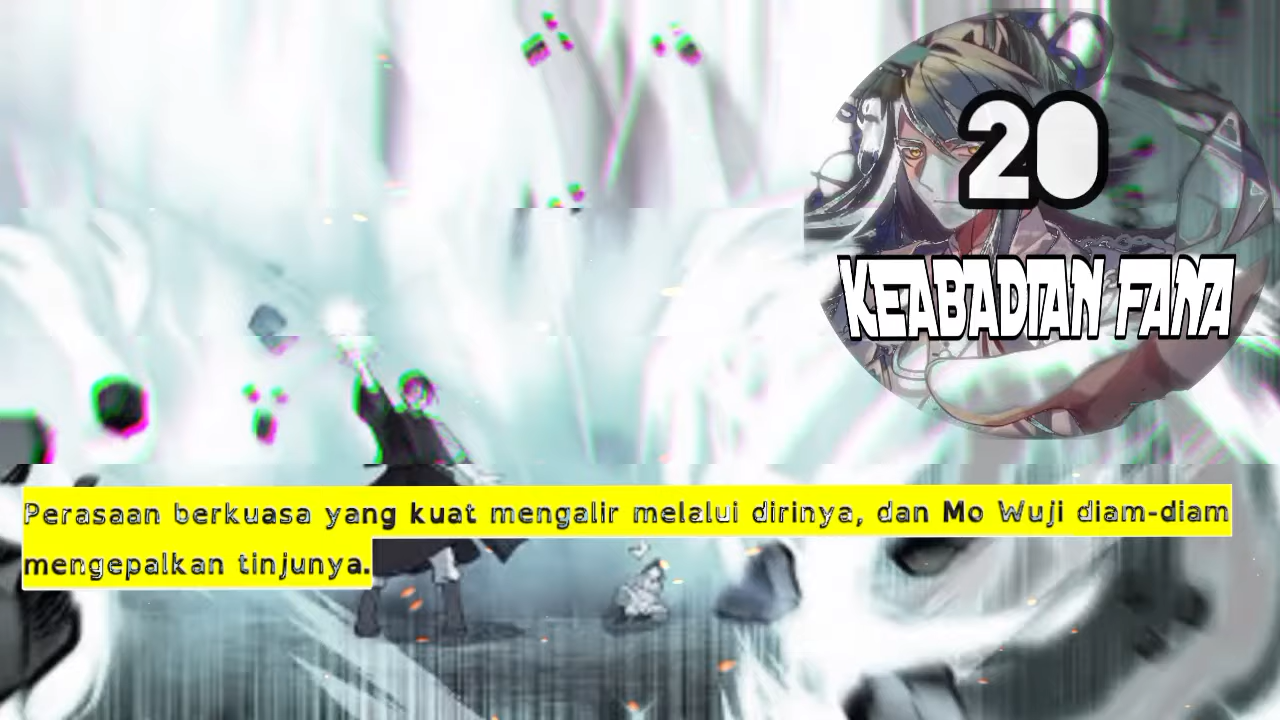 20
KEABADIAN FANA
Perasaan berkuasa yang kuat mengalir melalui dirinya, dan Mo Wuji diam-diam
mengepalkan tinjunya.